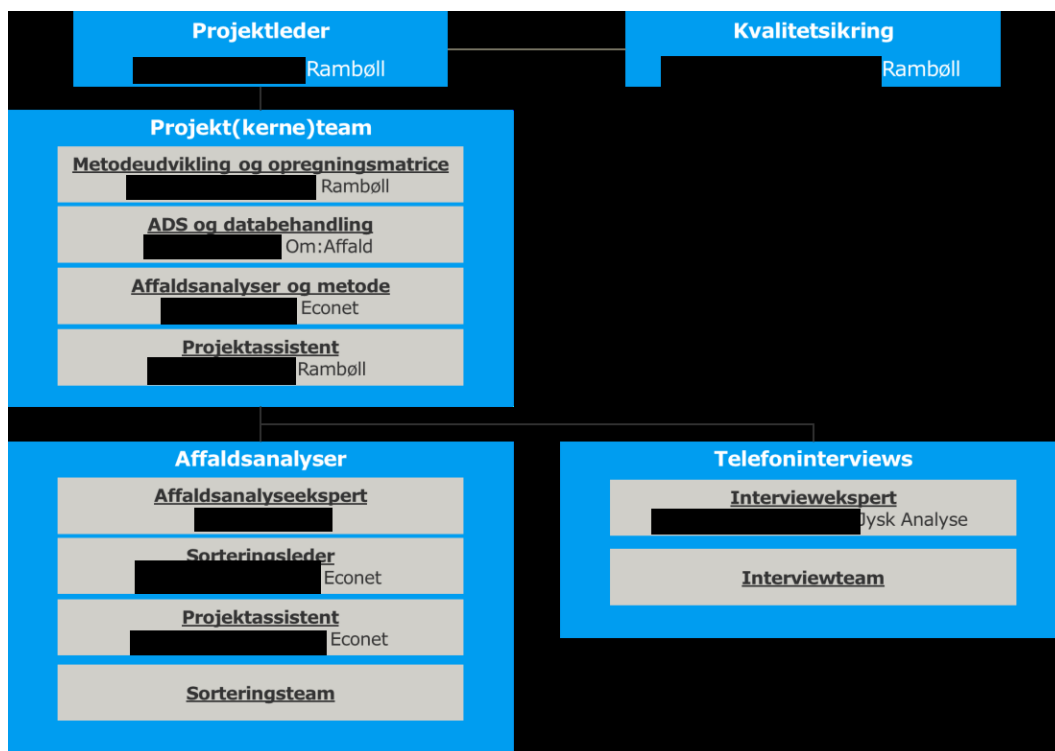 Projektleder
Rambøll
Kvalitetsikring
Rambøll
Projekt(kerne)team
Metodeudvikling og opregningsmatrice
Rambøll
ADS og databehandling
Om:Affald
Affaldsanalyser og metode
Econet
Projektassistent
Rambøll
Affaldsanalyser
Affaldsanalyseekspert
Sorteringsleder
Econet
Projektassistent
Econet
Sorteringsteam
Telefoninterviews
Interviewekspert
Jysk Analyse
Interviewteam